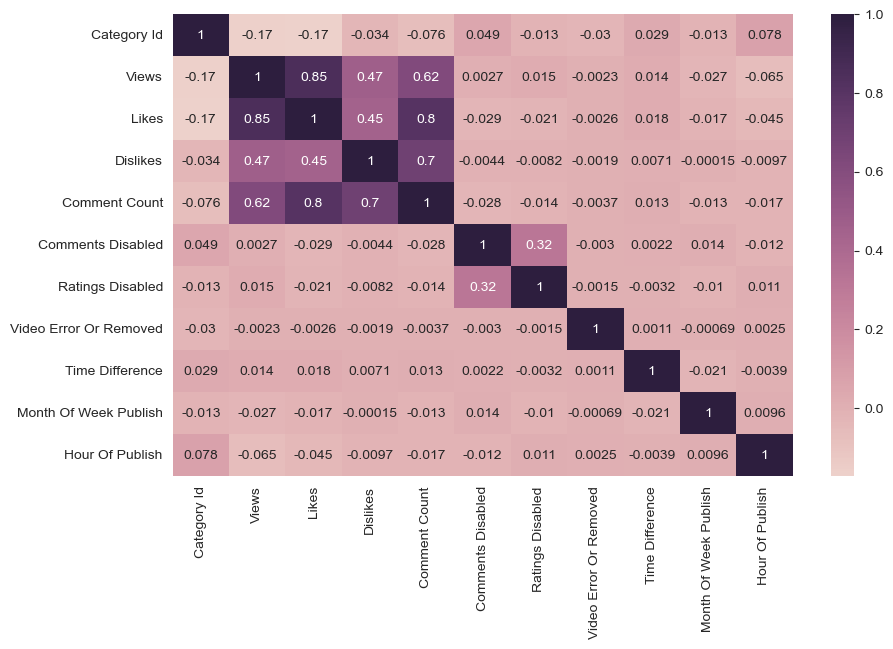 Category Id 1 -0.17 -0.17 -0.034 -0.076 0.049 -0.013 -0.03 0.029 -0.013 0.078
Views -0.17 1 0.85 0.47 0.62 0.0027 0.015 -0.0023 0.014 -0.027 -0.065
Likes -0.17 0.85 1 0.45 0.8 -0.029 -0.021 -0.0026 0.018 -0.017 -0.045
Dislikes -0.034 0.47 0.45 1 0.7 -0.0044 -0.0082 -0.0019 0.0071 -0.00015 -0.0097
Comment Count -0.076 0.62 0.8 0.7 1 -0.028 -0.014 -0.0037 0.013 -0.013 -0.017
Comments Disabled 0.049 0.0027 -0.029 -0.0044 -0.028 1 0.32 -0.003 0.0022 0.014 -0.012
Ratings Disabled -0.013 0.015 -0.021 -0.0082 -0.014 0.32 1 -0.0015 -0.0032 -0.01 0.011
Video Error Or Removed -0.03 -0.0023 -0.0026 -0.0019 -0.0037 -0.003 -0.0015 1 0.0011 -0.00069 0.0025
Time Difference 0.029 0.014 0.018 0.0071 0.013 0.0022 -0.0032 0.0011 1 -0.021 -0.0039
Month Of Week Publish -0.013 -0.027 -0.017 -0.00015 -0.013 0.014 -0.01 -0.00069 -0.021 1 0.0096
Hour Of Publish 0.078 -0.065 -0.045 -0.0097 -0.017 -0.012 0.011 0.0025 -0.0039 0.0096 1
Category Id
Views
Likes
Dislikes
Comment Count
Comments Disabled
Ratings Disabled
Video Error Or Removed
Time Difference
Month Of Week Publish
Hour Of Publish
1.0
0.8
0.6
0.4
0.2
0.0